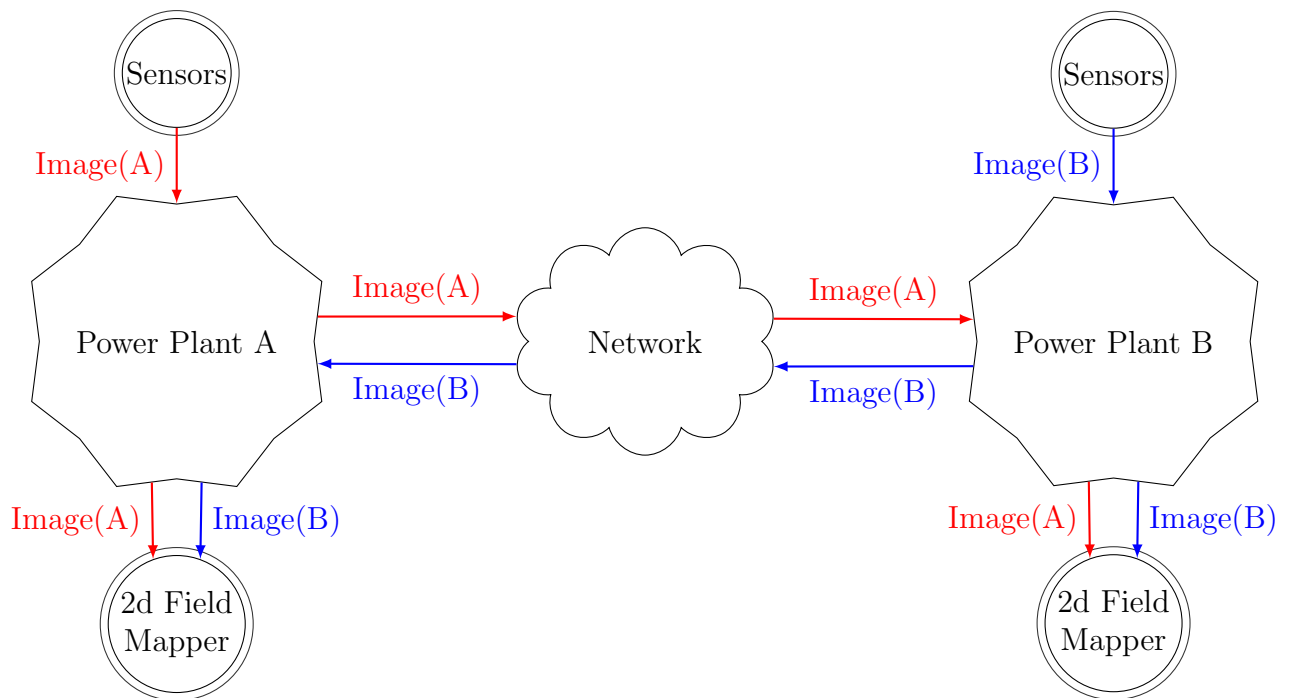 Sensors
Sensors
Image(A)
Image(B)
Image(A)
Image(A)
Power Plant A
Network
Power Plant B
Image(B)
Image(B)
Image(A)
Image(B)
Image(A)
Image(B)
2d Field
Mapper
2d Field
Mapper